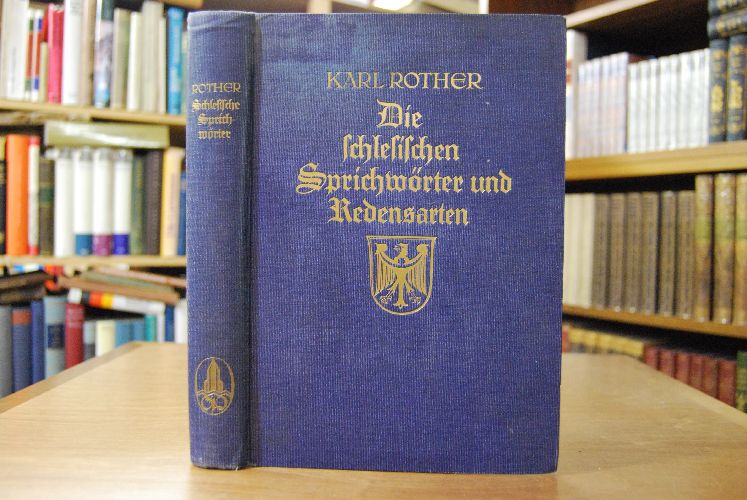 ROTHER
Schlesische
Sprich-
wörter
KARL ROTHER
Die
schlesischen
Sprichwörter und
Redensarten